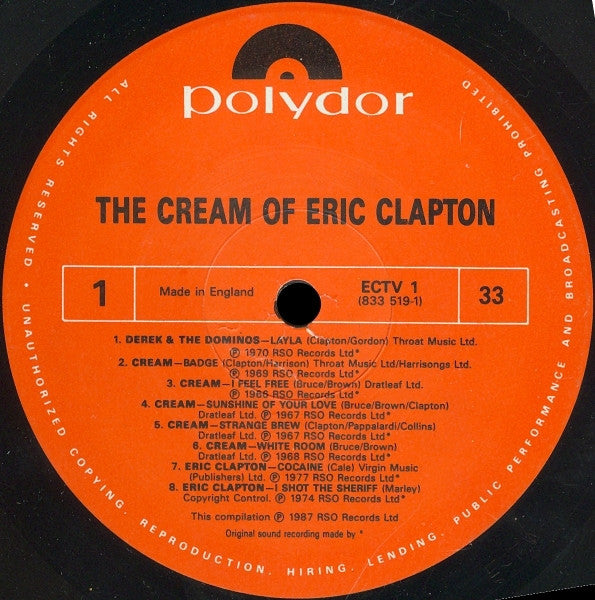 polydor
THE CREAM OF ERIC CLAPTON
1
Made in England
ECTV 1
(833 519-1)
33
1. DEREK & THE DOMINOS—LAYLA (Clapton/Gordon) Throat Music Ltd.
℗ 1970 RSO Records Ltd*
2. CREAM—BADGE (Clapton/Harrison) Throat Music Ltd/Harrisongs Ltd.
℗ 1969 RSO Records Ltd*
3. CREAM—I FEEL FREE (Bruce/Brown) Dratleaf Ltd.
℗ 1966 RSO Records Ltd*
4. CREAM—SUNSHINE OF YOUR LOVE (Bruce/Brown/Clapton)
Dratleaf Ltd. ℗ 1967 RSO Records Ltd*
5. CREAM—STRANGE BREW (Clapton/Pappalardi/Collins)
Dratleaf Ltd. ℗ 1967 RSO Records Ltd*
6. CREAM—WHITE ROOM (Bruce/Brown)
Dratleaf Ltd. ℗ 1968 RSO Records Ltd*
7. ERIC CLAPTON—COCAINE (Cale) Virgin Music
(Publishers) Ltd. ℗ 1977 RSO Records Ltd*
8. ERIC CLAPTON—I SHOT THE SHERIFF (Marley)
Copyright Control. ℗ 1974 RSO Records Ltd*
This compilation ℗ 1987 RSO Records Ltd
Original sound recording made by *
ALL RIGHTS RESERVED • UNAUTHORIZED COPYING, REPRODUCTION, HIRING, LENDING, PUBLIC PERFORMANCE AND BROADCASTING PROHIBITED